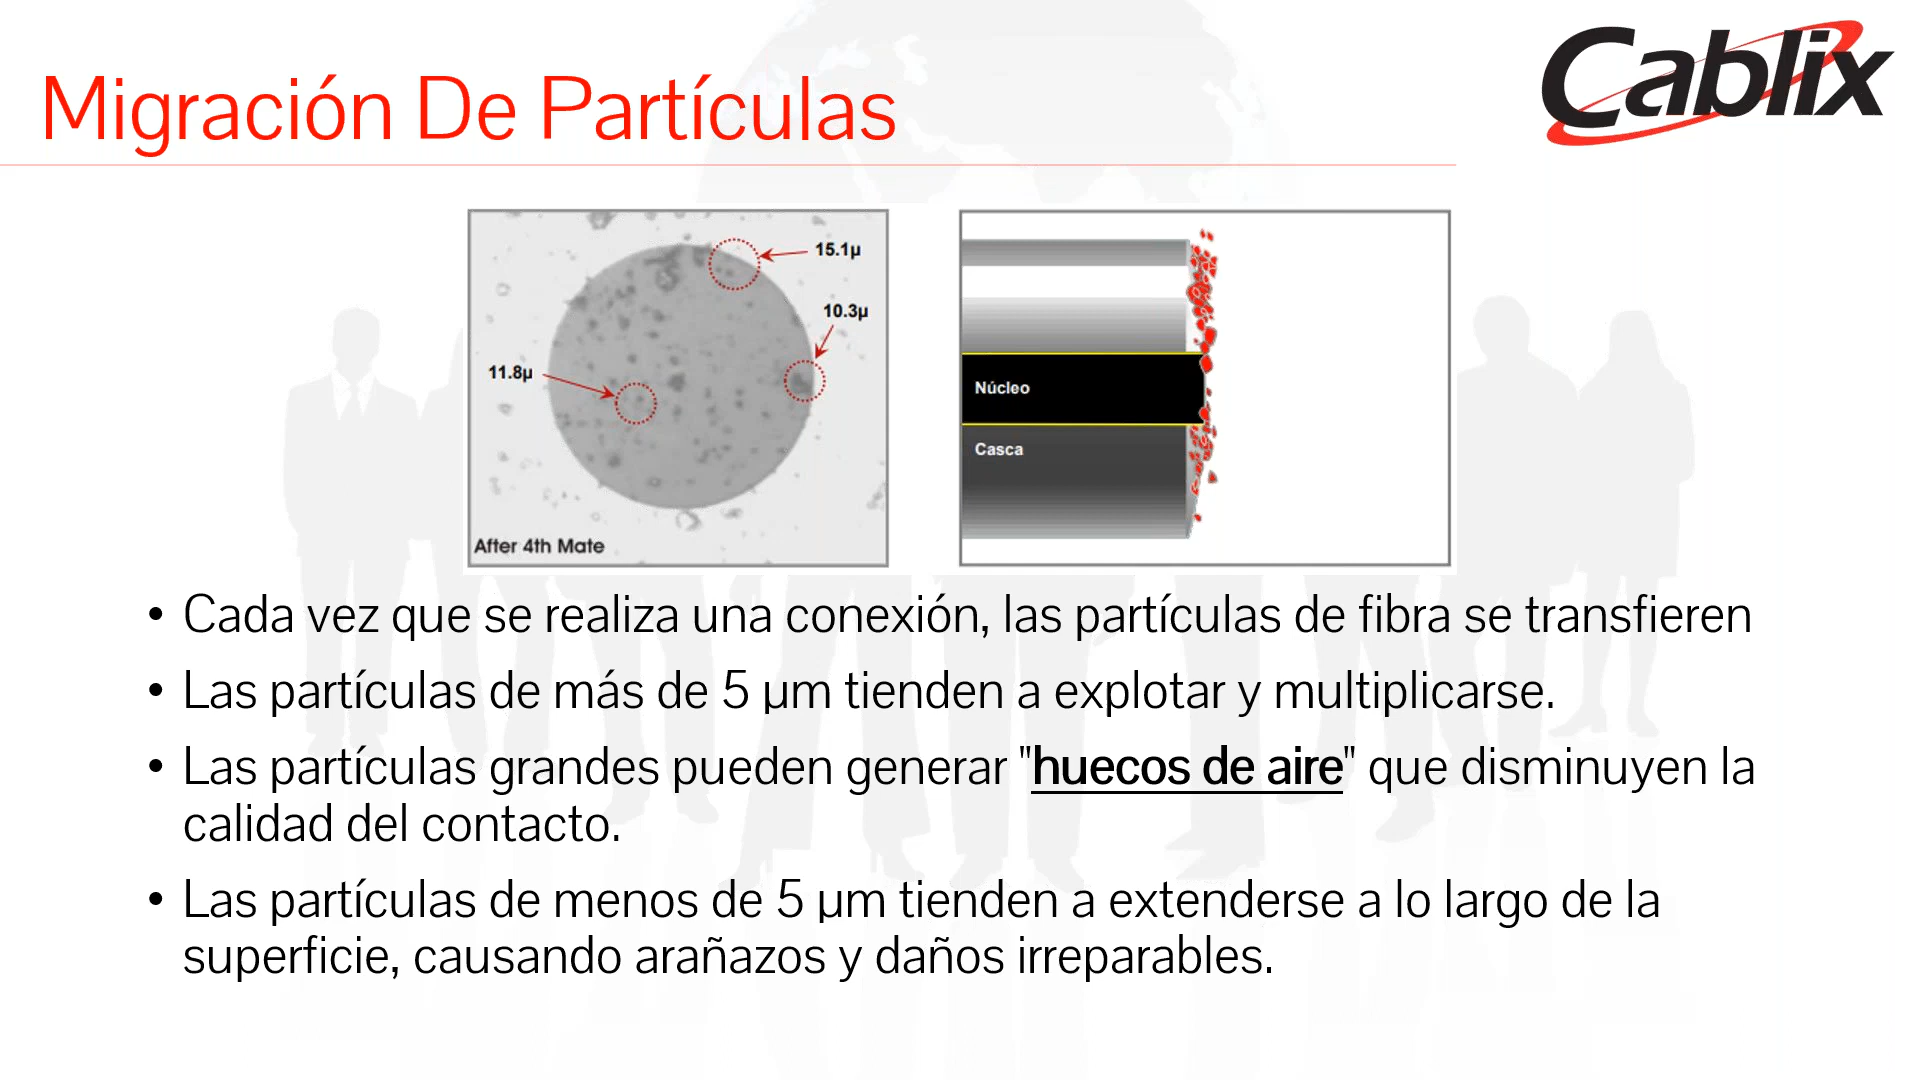 Migración De Partículas
Cablix
15.1µ
10.3µ
11.8µ
After 4th Mate
Núcleo
Casca
• Cada vez que se realiza una conexión, las partículas de fibra se transfieren
• Las partículas de más de 5 µm tienden a explotar y multiplicarse.
• Las partículas grandes pueden generar "huecos de aire" que disminuyen la
calidad del contacto.
• Las partículas de menos de 5 µm tienden a extenderse a lo largo de la
superficie, causando arañazos y daños irreparables.